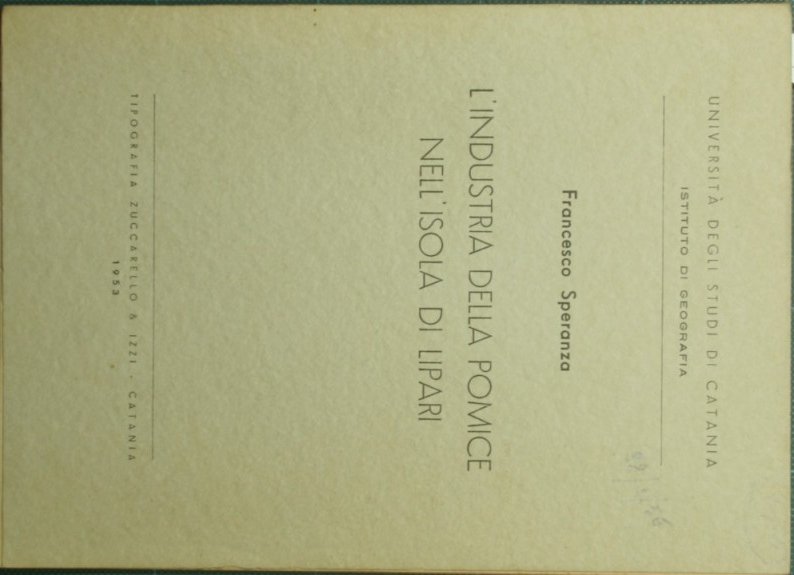 UNIVERSITÀ DEGLI STUDI DI CATANIA
ISTITUTO DI GEOGRAFIA
Francesco Speranza
L'INDUSTRIA DELLA POMICE
NELL'ISOLA DI LIPARI
TIPOGRAFIA ZUCCARELLO & IZZI - CATANIA
1953